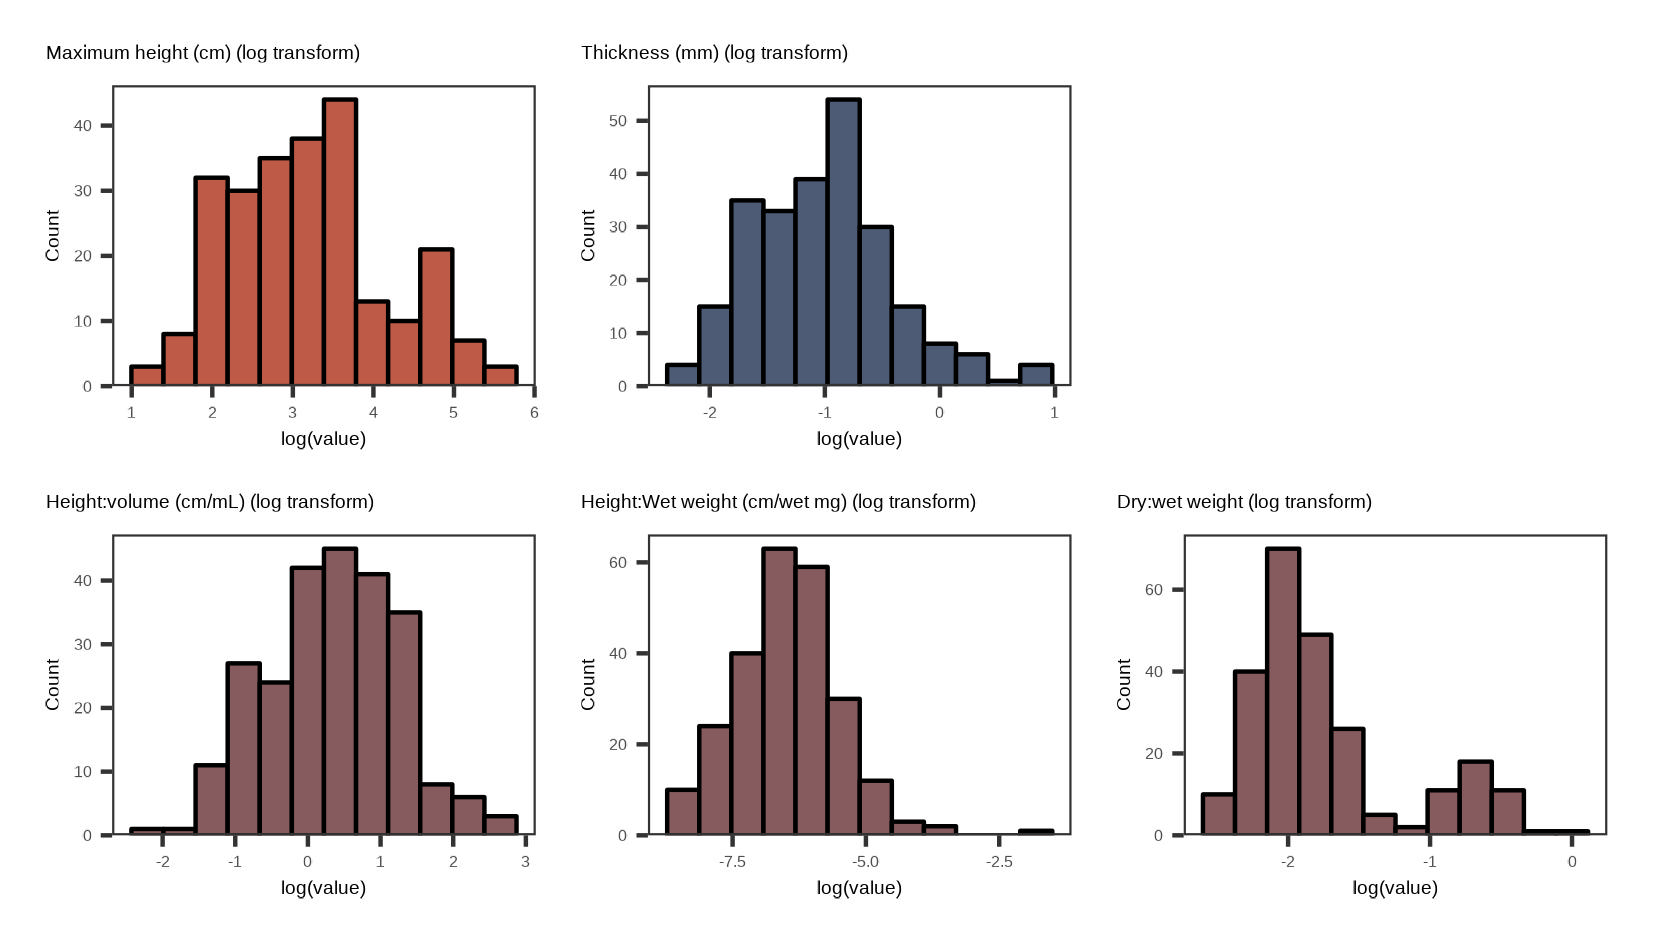 Maximum height (cm) (log transform)
Thickness (mm) (log transform)
Count
40
30
20
10
0
1 2 3 4 5 6
log(value)
Count
50
40
30
20
10
0
-2 -1 0 1
log(value)
Height:volume (cm/mL) (log transform)
Height:Wet weight (cm/wet mg) (log transform)
Dry:wet weight (log transform)
Count
40
30
20
10
0
-2 -1 0 1 2 3
log(value)
Count
60
40
20
0
-7.5 -5.0 -2.5
log(value)
Count
60
40
20
0
-2 -1 0
log(value)